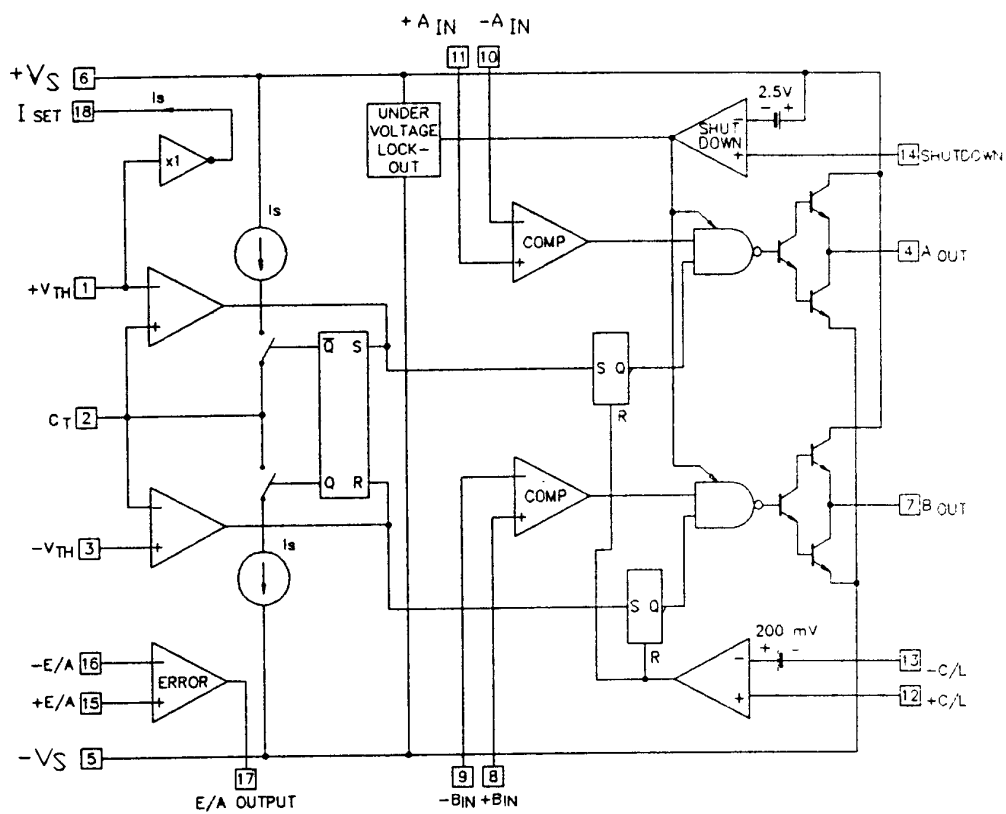 +A IN
-A IN
11
10
+VS
6
2.5V
- +
I SET
18
Is
UNDER
VOLTAGE
LOCK-
OUT
SHUT
DOWN
-
+
14
SHUTDOWN
x1
Is
-
COMP
+
4
A OUT
+VTH
1
-
+
Q̅
S
S
Q
R
CT
2
Q
R
-
COMP
+
7
B OUT
-
-VTH
3
+
Is
S
Q
R
200 mV
+ -
-
13
-C/L
+
12
+C/L
-E/A
16
-
ERROR
+E/A
15
+
-VS
5
17
E/A OUTPUT
9
8
-BIN
+BIN